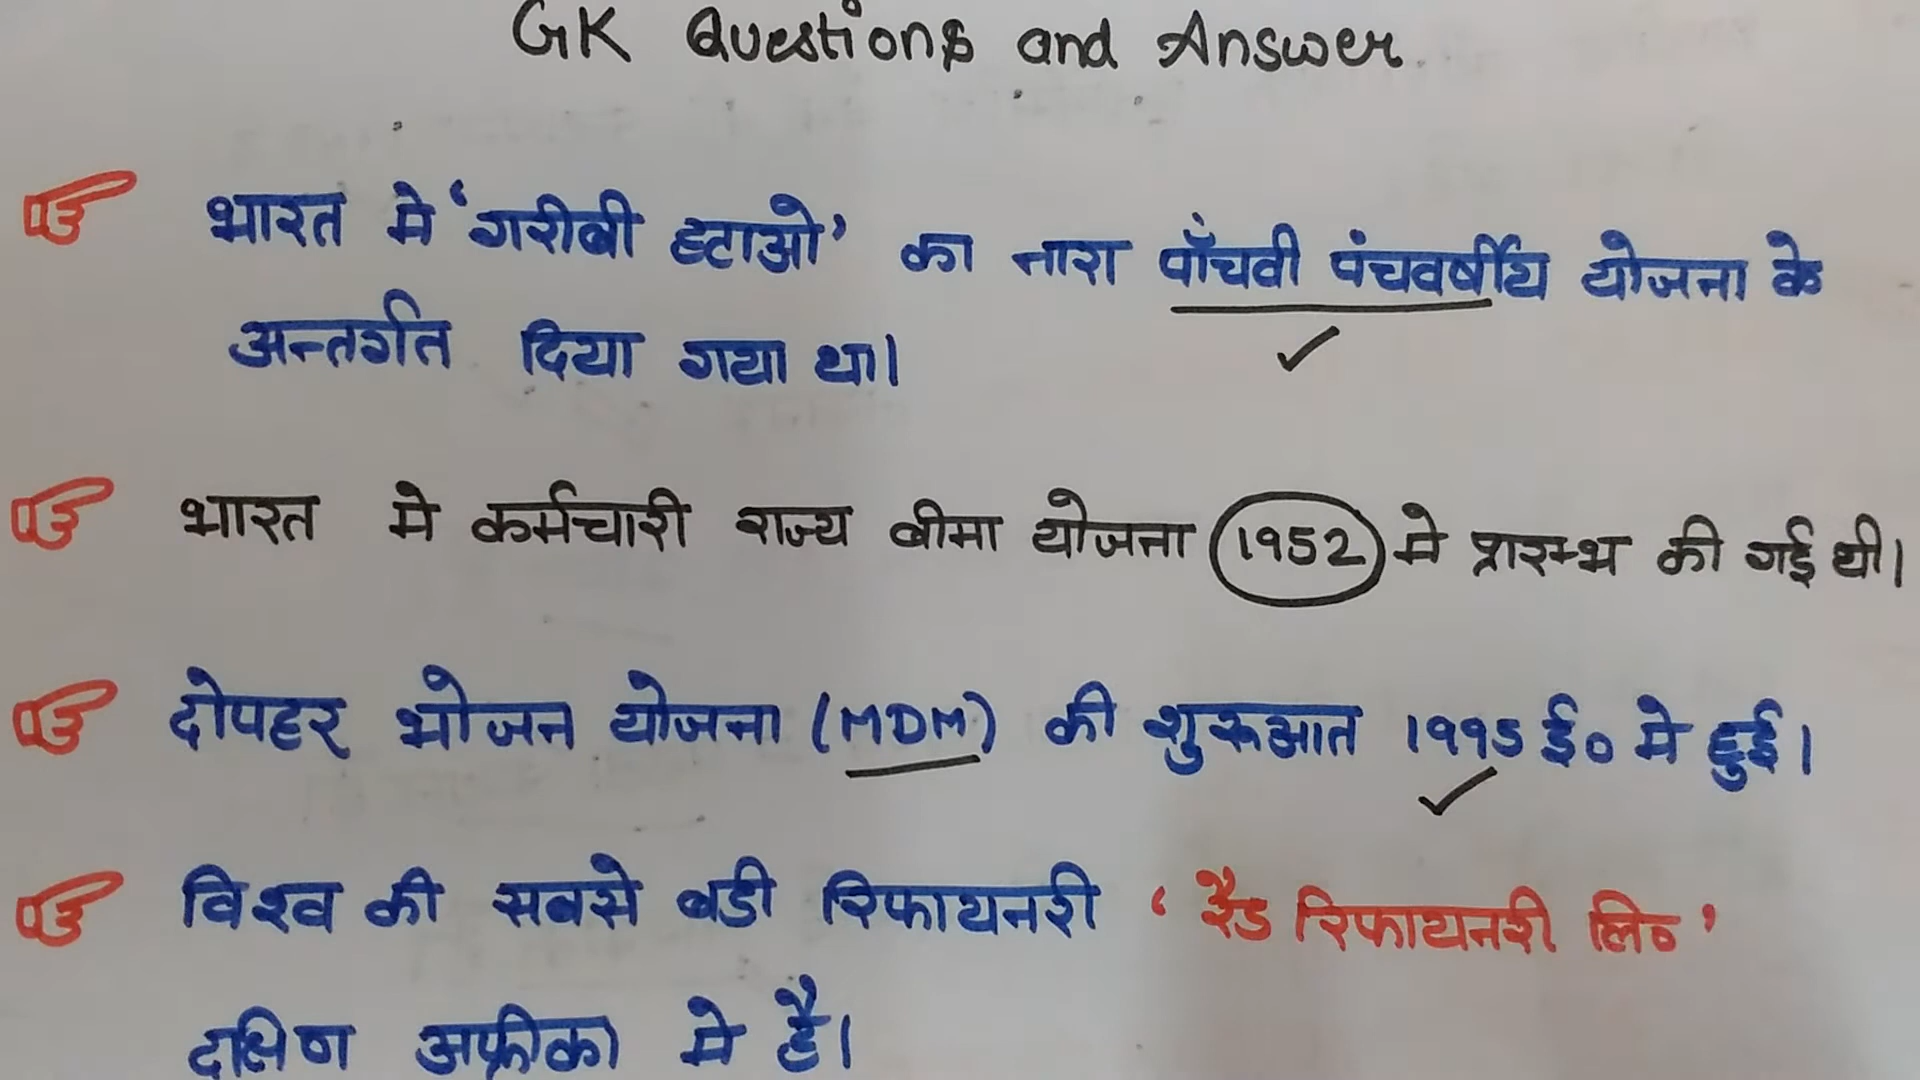 GK Questions and Answer
भारत मे 'गरीबी हटाओ' का नारा पाँचवी पंचवर्षीय योजना के
अन्तर्गत दिया गया था।
भारत मे कर्मचारी राज्य बीमा योजना 1952 मे प्रारम्भ की गई थी।
दोपहर भोजन योजना (MDM) की शुरूआत 1995 ई० मे हुई।
विश्व की सबसे बडी रिफायनरी 'रैंड रिफायनरी लि०'
दक्षिण अफ्रीका मे है।